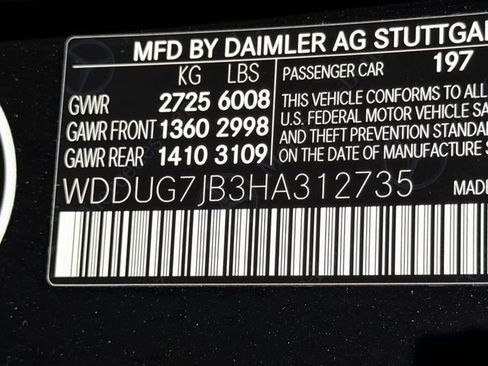 MFD BY DAIMLER AG STUTTGA
KG LBS PASSENGER CAR 197
GVWR 2725 6008 THIS VEHICLE CONFORMS TO ALL
GAWR FRONT 1360 2998 U.S. FEDERAL MOTOR VEHICLE SA
GAWR REAR 1410 3109 AND THEFT PREVENTION STANDA
ON THE DATE OF MANUFACTURE
WDDUG7JB3HA312735 MADE